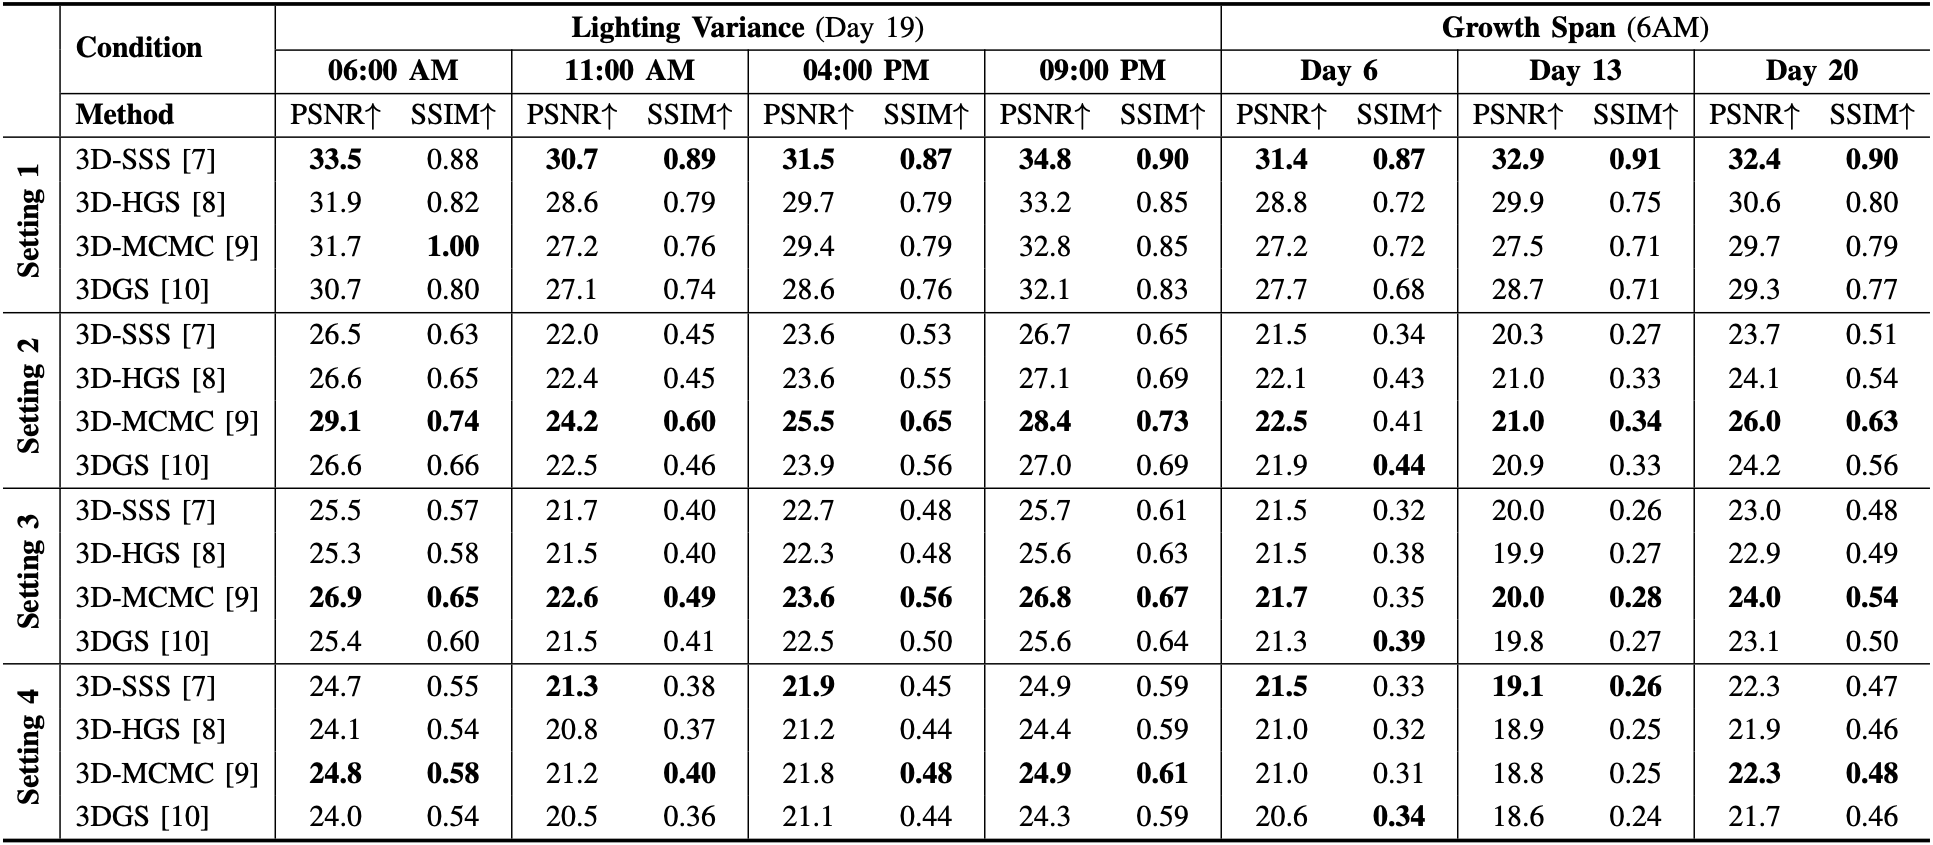 Condition Lighting Variance (Day 19) Growth Span (6AM)
06:00 AM 11:00 AM 04:00 PM 09:00 PM Day 6 Day 13 Day 20
Method PSNR↑ SSIM↑ PSNR↑ SSIM↑ PSNR↑ SSIM↑ PSNR↑ SSIM↑ PSNR↑ SSIM↑ PSNR↑ SSIM↑ PSNR↑ SSIM↑
Setting 1
3D-SSS [7] 33.5 0.88 30.7 0.89 31.5 0.87 34.8 0.90 31.4 0.87 32.9 0.91 32.4 0.90
3D-HGS [8] 31.9 0.82 28.6 0.79 29.7 0.79 33.2 0.85 28.8 0.72 29.9 0.75 30.6 0.80
3D-MCMC [9] 31.7 1.00 27.2 0.76 29.4 0.79 32.8 0.85 27.2 0.72 27.5 0.71 29.7 0.79
3DGS [10] 30.7 0.80 27.1 0.74 28.6 0.76 32.1 0.83 27.7 0.68 28.7 0.71 29.3 0.77
Setting 2
3D-SSS [7] 26.5 0.63 22.0 0.45 23.6 0.53 26.7 0.65 21.5 0.34 20.3 0.27 23.7 0.51
3D-HGS [8] 26.6 0.65 22.4 0.45 23.6 0.55 27.1 0.69 22.1 0.43 21.0 0.33 24.1 0.54
3D-MCMC [9] 29.1 0.74 24.2 0.60 25.5 0.65 28.4 0.73 22.5 0.41 21.0 0.34 26.0 0.63
3DGS [10] 26.6 0.66 22.5 0.46 23.9 0.56 27.0 0.69 21.9 0.44 20.9 0.33 24.2 0.56
Setting 3
3D-SSS [7] 25.5 0.57 21.7 0.40 22.7 0.48 25.7 0.61 21.5 0.32 20.0 0.26 23.0 0.48
3D-HGS [8] 25.3 0.58 21.5 0.40 22.3 0.48 25.6 0.63 21.5 0.38 19.9 0.27 22.9 0.49
3D-MCMC [9] 26.9 0.65 22.6 0.49 23.6 0.56 26.8 0.67 21.7 0.35 20.0 0.28 24.0 0.54
3DGS [10] 25.4 0.60 21.5 0.41 22.5 0.50 25.6 0.64 21.3 0.39 19.8 0.27 23.1 0.50
Setting 4
3D-SSS [7] 24.7 0.55 21.3 0.38 21.9 0.45 24.9 0.59 21.5 0.33 19.1 0.26 22.3 0.47
3D-HGS [8] 24.1 0.54 20.8 0.37 21.2 0.44 24.4 0.59 21.0 0.32 18.9 0.25 21.9 0.46
3D-MCMC [9] 24.8 0.58 21.2 0.40 21.8 0.48 24.9 0.61 21.0 0.31 18.8 0.25 22.3 0.48
3DGS [10] 24.0 0.54 20.5 0.36 21.1 0.44 24.3 0.59 20.6 0.34 18.6 0.24 21.7 0.46